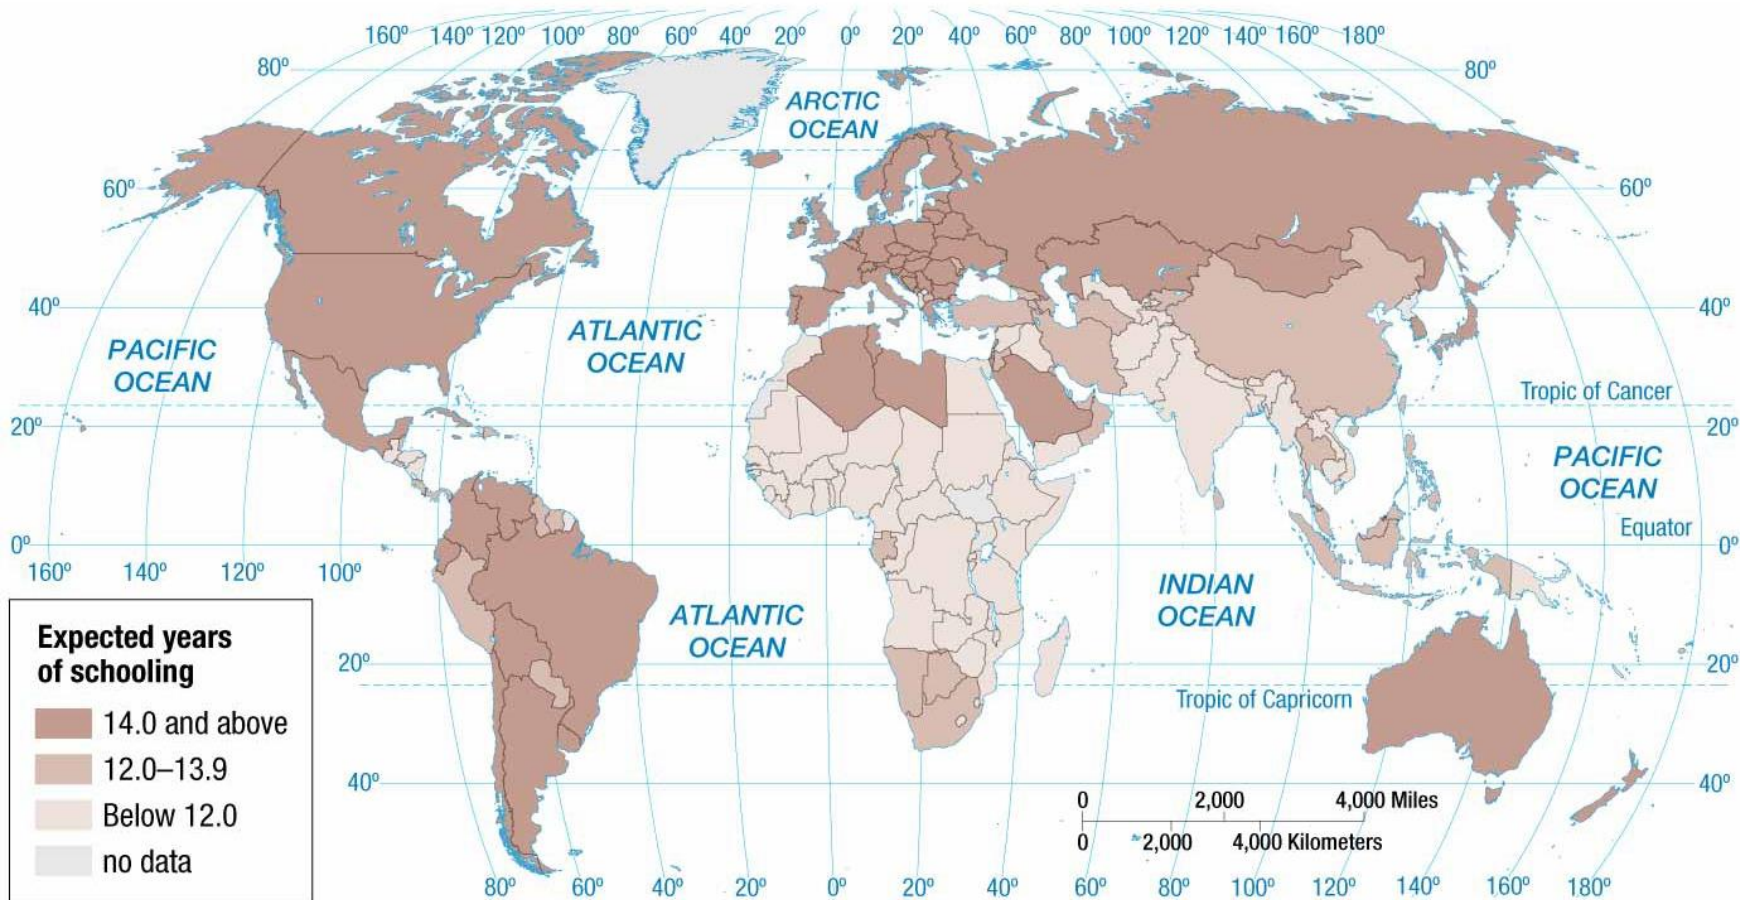 160º 140º 120º 100º 80º 60º 40º 20º 0º 20º 40º 60º 80º 100º 120º 140º 160º 180º
80º 80º
ARCTIC
OCEAN
60º 60º
40º 40º
PACIFIC
OCEAN
ATLANTIC
OCEAN
Tropic of Cancer
20º 20º
PACIFIC
OCEAN
Equator
0º 0º
160º 140º 120º 100º
INDIAN
OCEAN
ATLANTIC
OCEAN
20º 20º
Tropic of Capricorn
40º 40º
Expected years
of schooling
14.0 and above
12.0–13.9
Below 12.0
no data
0 2,000 4,000 Miles
0 2,000 4,000 Kilometers
80º 60º 40º 20º 0º 20º 40º 60º 80º 100º 120º 140º 160º 180º